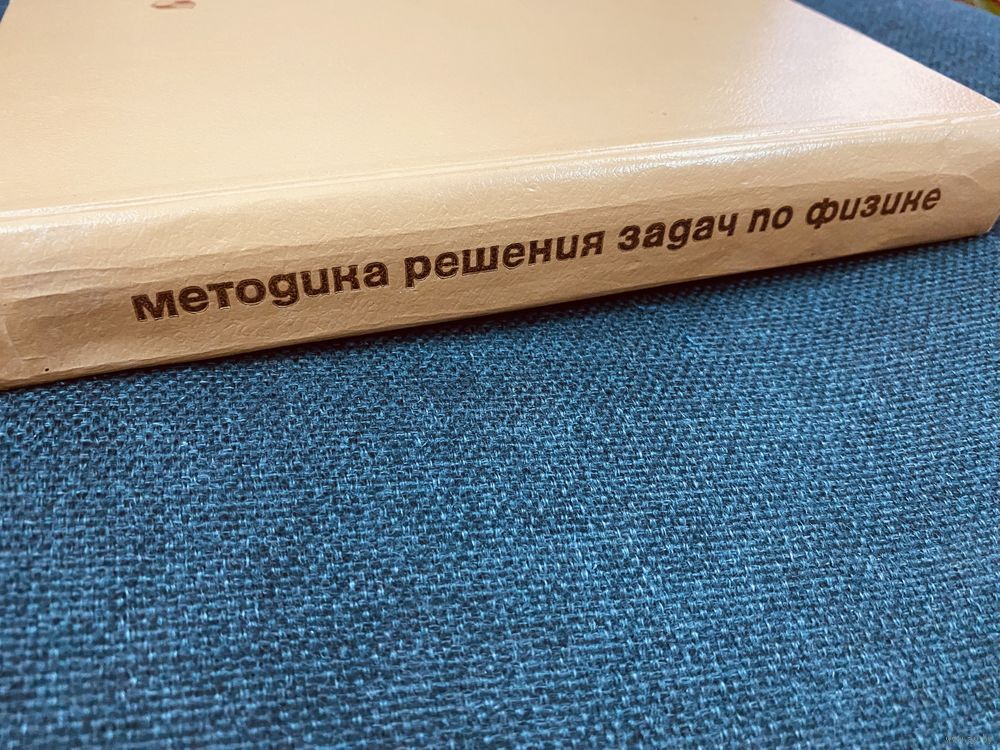 методика решения задач по физике